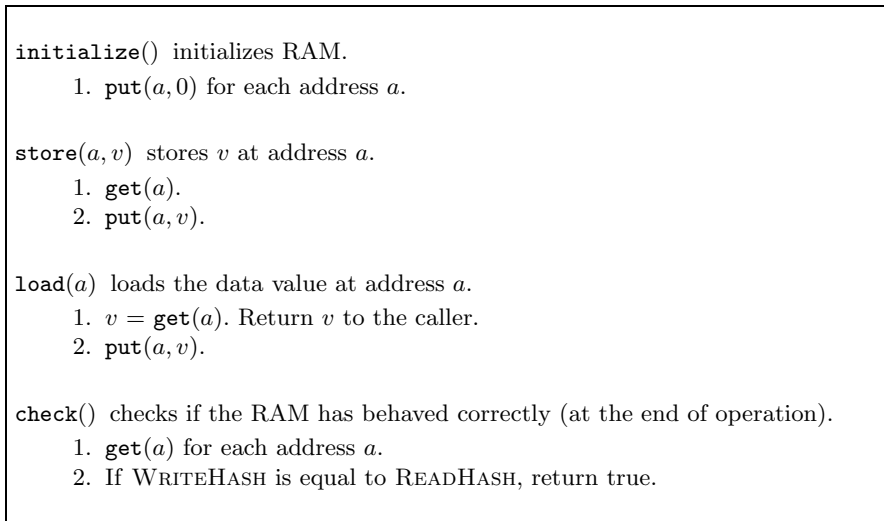 initialize() initializes RAM.
1. put(a, 0) for each address a.
store(a, v) stores v at address a.
1. get(a).
2. put(a, v).
load(a) loads the data value at address a.
1. v = get(a). Return v to the caller.
2. put(a, v).
check() checks if the RAM has behaved correctly (at the end of operation).
1. get(a) for each address a.
2. If WRITEHASH is equal to READHASH, return true.